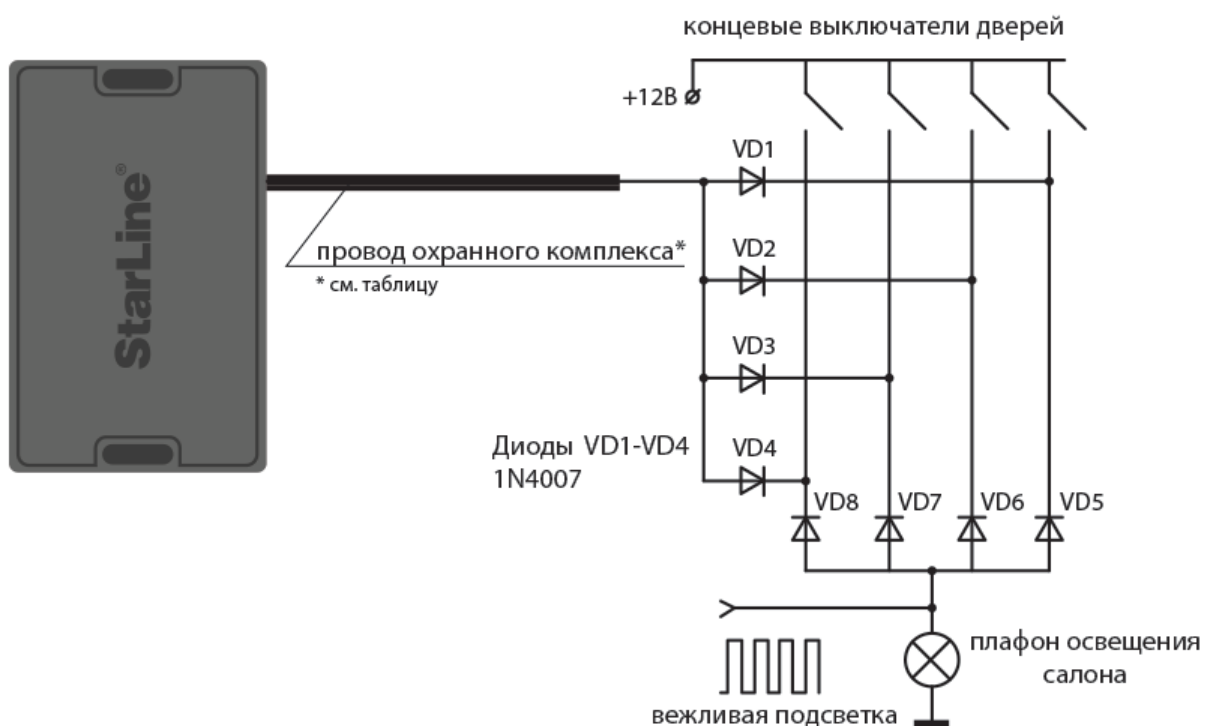 концевые выключатели дверей
+12В
StarLine®
VD1
провод охранного комплекса*
* см. таблицу
VD2
VD3
Диоды VD1-VD4
1N4007
VD4
VD8
VD7
VD6
VD5
плафон освещения
салона
вежливая подсветка